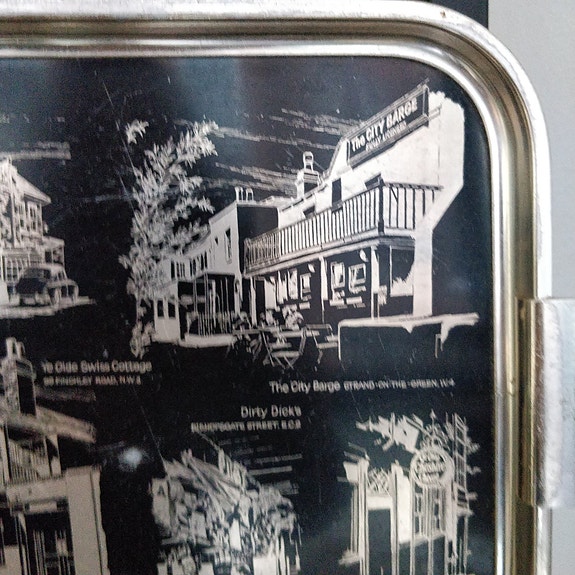 The CITY BARGE
Ye Olde Swiss Cottage
98 FINCHLEY ROAD, N.W.3
The City Barge STRAND-ON-THE-GREEN, W.4
Dirty Dick's
BISHOPSGATE STREET, E.C.2